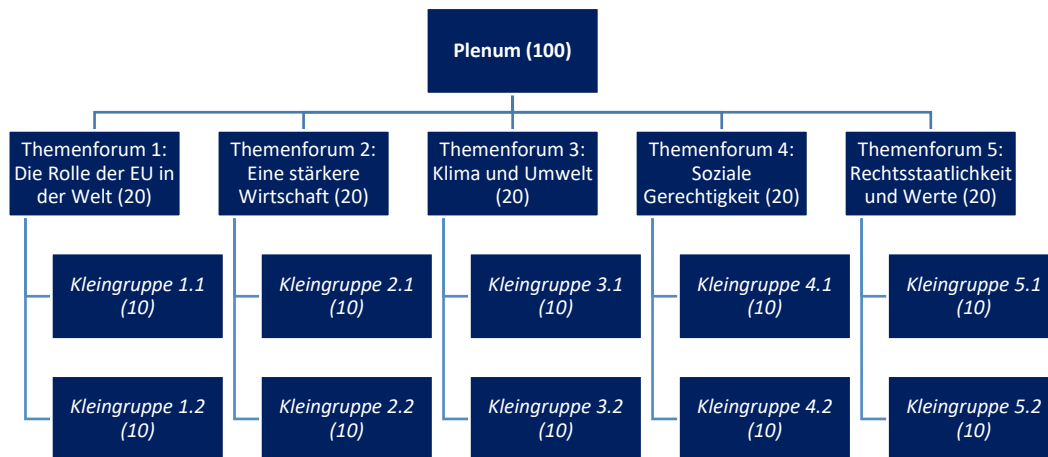 Plenum (100)
Themenforum 1:
Die Rolle der EU in
der Welt (20)
Themenforum 2:
Eine stärkere
Wirtschaft (20)
Themenforum 3:
Klima und Umwelt
(20)
Themenforum 4:
Soziale
Gerechtigkeit (20)
Themenforum 5:
Rechtsstaatlichkeit
und Werte (20)
Kleingruppe 1.1
(10)
Kleingruppe 2.1
(10)
Kleingruppe 3.1
(10)
Kleingruppe 4.1
(10)
Kleingruppe 5.1
(10)
Kleingruppe 1.2
(10)
Kleingruppe 2.2
(10)
Kleingruppe 3.2
(10)
Kleingruppe 4.2
(10)
Kleingruppe 5.2
(10)